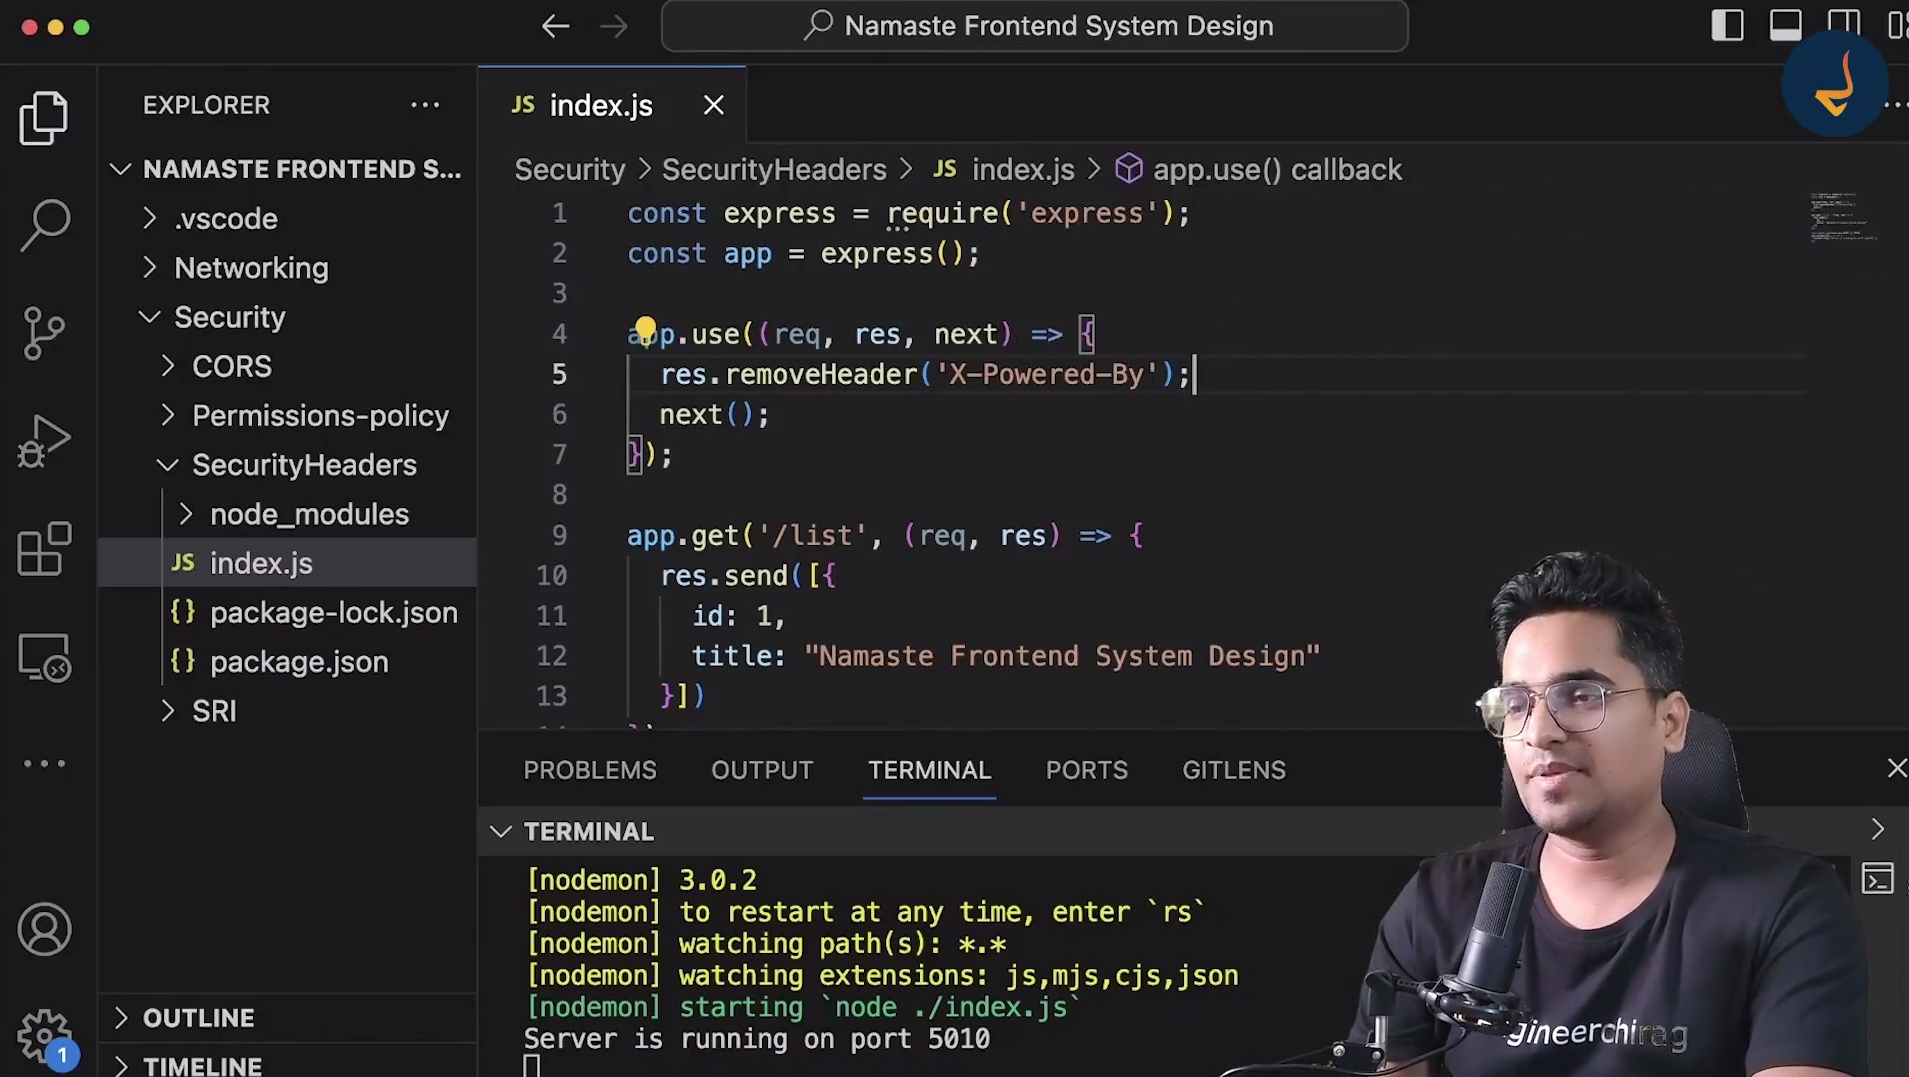 Namaste Frontend System Design
EXPLORER
NAMASTE FRONTEND S...
.vscode
Networking
Security
CORS
Permissions-policy
SecurityHeaders
node_modules
JS index.js
{} package-lock.json
{} package.json
SRI
OUTLINE
TIMELINE
1
JS index.js
Security > SecurityHeaders > JS index.js > app.use() callback
1 const express = require('express');
2 const app = express();
3
4 app.use((req, res, next) => {
5 res.removeHeader('X-Powered-By');
6 next();
7 });
8
9 app.get('/list', (req, res) => {
10 res.send([{
11 id: 1,
12 title: "Namaste Frontend System Design"
13 }])
PROBLEMS OUTPUT TERMINAL PORTS GITLENS
TERMINAL
[nodemon] 3.0.2
[nodemon] to restart at any time, enter `rs`
[nodemon] watching path(s): *.*
[nodemon] watching extensions: js,mjs,cjs,json
[nodemon] starting `node ./index.js`
Server is running on port 5010
gineerchirag